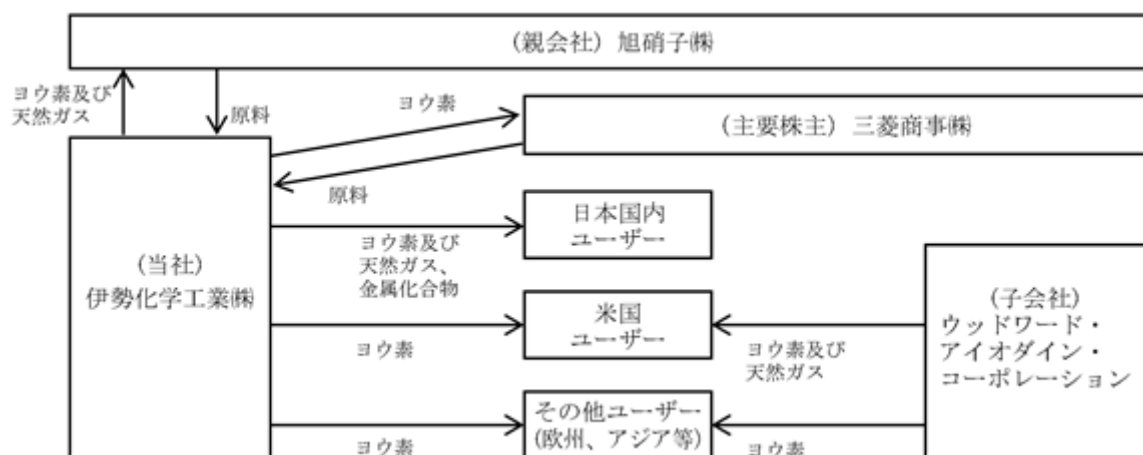 (親会社) 旭硝子㈱
ヨウ素及び
天然ガス
原料
ヨウ素
(主要株主) 三菱商事㈱
原料
日本国内
ユーザー
ヨウ素及び
天然ガス、
金属化合物
(当社)
伊勢化学工業㈱
米国
ユーザー
ヨウ素
ヨウ素及び
天然ガス
(子会社)
ウッドワード・
アイオダイン・
コーポレーション
その他ユーザー
(欧州、アジア等)
ヨウ素
ヨウ素